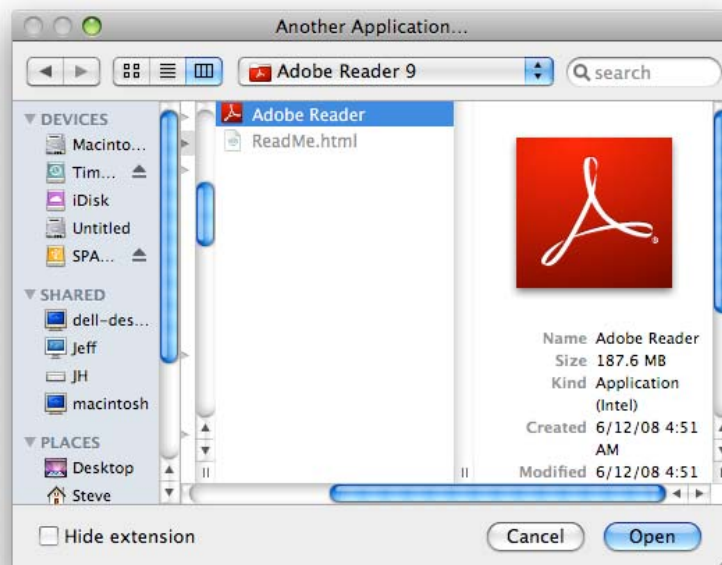 Another Application...
Adobe Reader 9
search
DEVICES
Macinto...
Tim...
iDisk
Untitled
SPA...
SHARED
dell-des...
Jeff
JH
macintosh
PLACES
Desktop
Steve
Adobe Reader
ReadMe.html
Name Adobe Reader
Size 187.6 MB
Kind Application
(Intel)
Created 6/12/08 4:51
AM
Modified 6/12/08 4:51
Hide extension
Cancel
Open